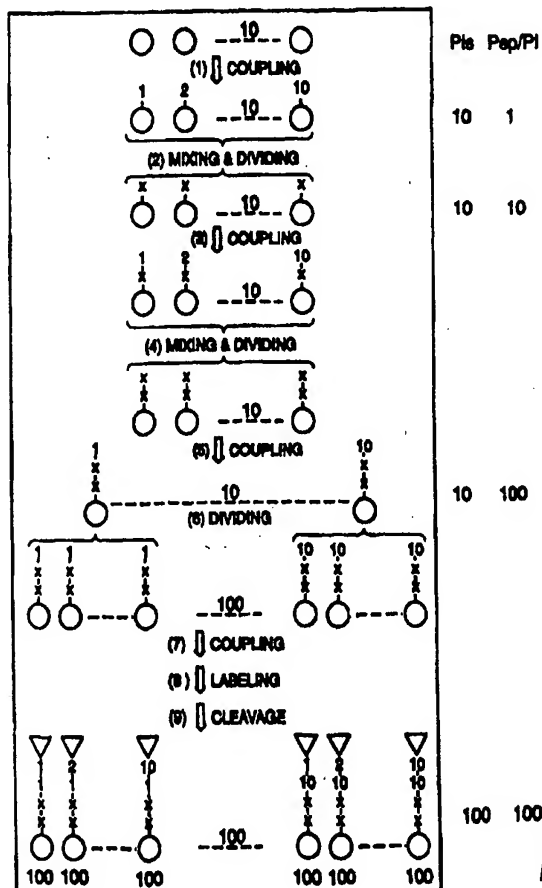 10 Pls Pep/Pl
(1) COUPLING
1 2 10
10 10 1
(2) MIXING & DIVIDING
x x x
10 10 10
(3) COUPLING
1 2 10
x x x
10
(4) MIXING & DIVIDING
x x x
x x x
10
(5) COUPLING
1 10
x x
x x
10 10 100
(6) DIVIDING
1 1 1 10 10 10
x x x x x x
x x x x x x
100
(7) COUPLING
(8) LABELING
(9) CLEAVAGE
1 2 10 1 2 10
1 1 1 10 10 10
x x x x x x
x x x x x x
100 100 100
100 100 100 100 100 100